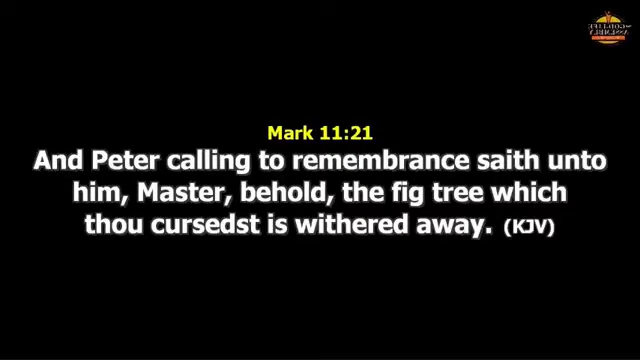 Mark 11:21
And Peter calling to remembrance saith unto
him, Master, behold, the fig tree which
thou cursedst is withered away. (KJV)